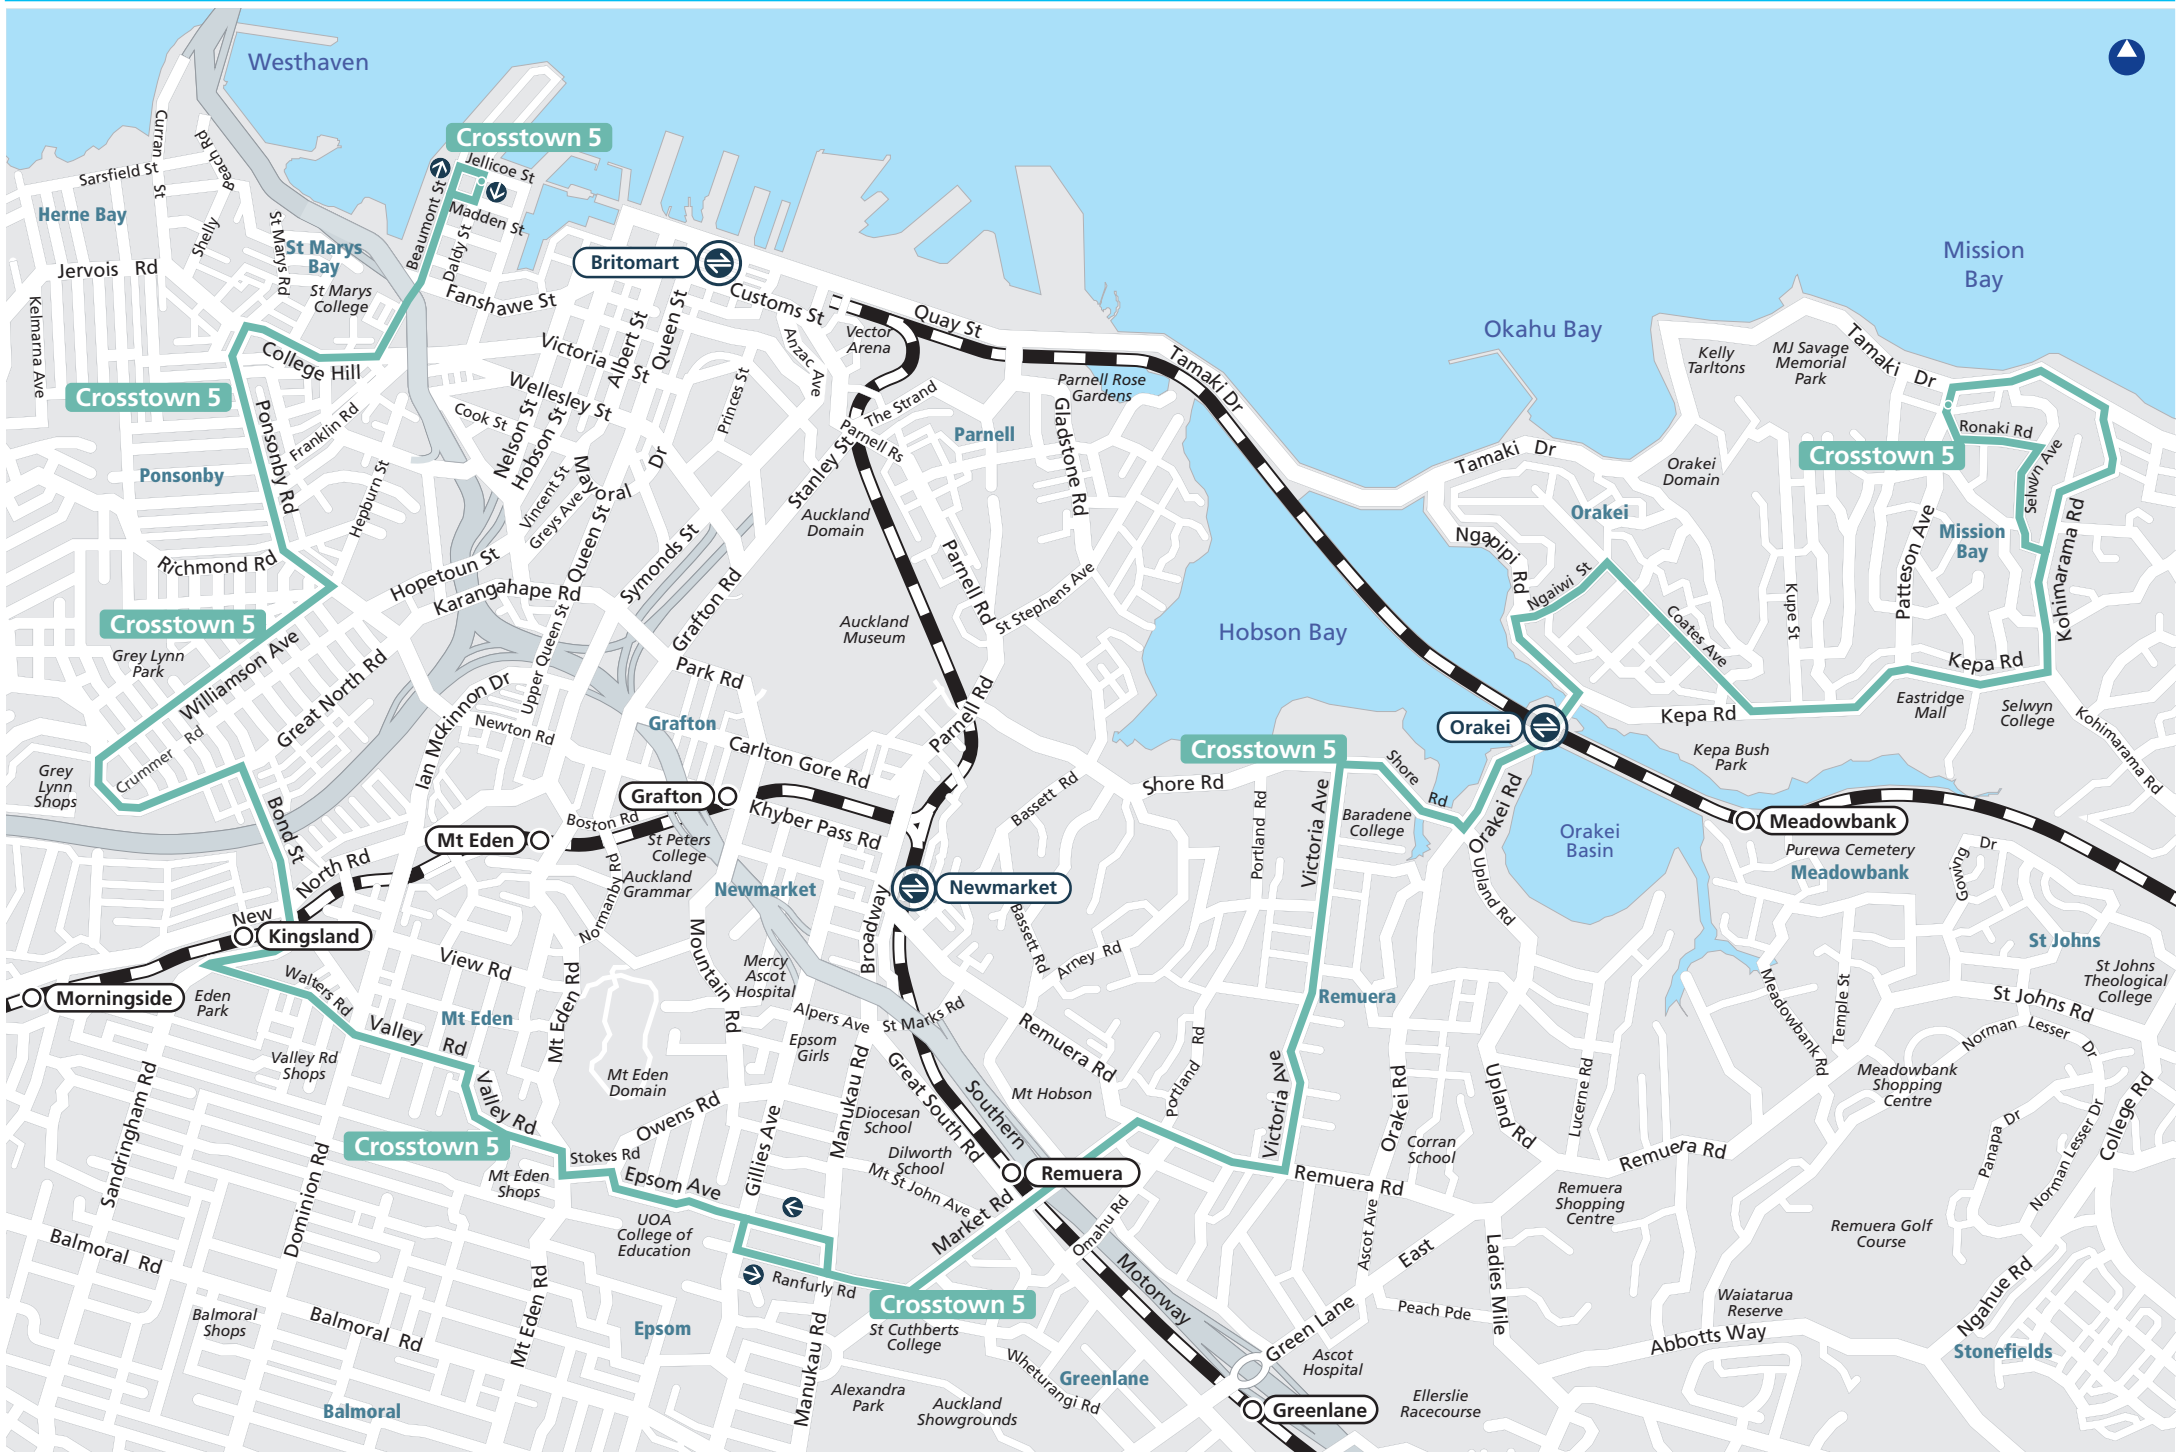 Westhaven
Crosstown 5
Jellicoe St
Madden St
Beaumont St
Daldy St
Curran St
Beach Rd
Sarsfield St
Herne Bay
Shelly
St Marys Rd
St Marys
Bay
St Marys
College
Jervois Rd
Kelmarna Ave
Fanshawe St
Britomart
Customs St
Quay St
Vector
Arena
Anzac Ave
Albert St
Queen St
Victoria St
Wellesley St
Cook St
Nelson St
Hobson St
Vincent St
Greys Ave
Mayoral Dr
Princes St
The Strand
Parnell Rs
Stanley St
College Hill
Crosstown 5
Ponsonby Rd
Franklin Rd
Ponsonby
Hepburn St
Richmond Rd
Hopetoun St
Karangahape Rd
Queen St
Upper Queen St
Symonds St
Grafton Rd
Park Rd
Crosstown 5
Grey Lynn
Park
Williamson Ave
Great North Rd
Crummer Rd
Grey
Lynn
Shops
Bond St
Ian Mckinnon Dr
Newton Rd
Grafton
Carlton Gore Rd
Grafton
Khyber Pass Rd
Boston Rd
Mt Eden
St Peters
College
Auckland
Grammar
Normanby Rd
Newmarket
Newmarket
Broadway
Auckland
Domain
Auckland
Museum
Parnell
Parnell Rose
Gardens
Gladstone Rd
Parnell Rd
St Stephens Ave
Parnell Rd
Tamaki Dr
Hobson Bay
Okahu Bay
Mission
Bay
Kelly
Tarltons
MJ Savage
Memorial
Park
Tamaki Dr
Ronaki Rd
Crosstown 5
Selwyn Ave
Orakei
Domain
Tamaki Dr
Orakei
Mission
Bay
Patteson Ave
Kohimarama Rd
Ngapipi Rd
Ngaiwi St
Coates Ave
Kupe St
Kepa Rd
Kepa Rd
Eastridge
Mall
Selwyn
College
Kohimarama Rd
Orakei
Kepa Bush
Park
Crosstown 5
Shore Rd
Shore Rd
Bassett Rd
Bassett Rd
Arney Rd
Portland Rd
Victoria Ave
Baradene
College
Orakei Rd
Upland Rd
Orakei
Basin
Meadowbank
Purewa Cemetery
Meadowbank
Gowing Dr
St Johns
St Johns
Theological
College
St Johns Rd
Norman Lesser Dr
Meadowbank Rd
Temple St
Meadowbank
Shopping
Centre
Panapa Dr
Norman Lesser Dr
College Rd
North Rd
New
Kingsland
Morningside
Eden
Park
Walters Rd
View Rd
Valley Rd
Mt Eden
Mt Eden Rd
Valley Rd
Shops
Valley Rd
Mt Eden
Domain
Mountain Rd
Mercy
Ascot
Hospital
Alpers Ave
Epsom
Girls
St Marks Rd
Great South Rd
Southern
Motorway
Remuera Rd
Mt Hobson
Portland Rd
Remuera
Victoria Ave
Orakei Rd
Upland Rd
Lucerne Rd
Corran
School
Remuera Rd
Remuera Rd
Remuera
Shopping
Centre
Remuera Golf
Course
Sandringham Rd
Dominion Rd
Crosstown 5
Mt Eden
Shops
Stokes Rd
Owens Rd
Epsom Ave
Gillies Ave
Manukau Rd
Diocesan
School
Dilworth
School
Mt St John Ave
Remuera
Market Rd
Omahu Rd
UOA
College of
Education
Ranfurly Rd
Crosstown 5
St Cuthberts
College
Balmoral Rd
Balmoral
Shops
Balmoral Rd
Mt Eden Rd
Epsom
Manukau Rd
Balmoral
Alexandra
Park
Auckland
Showgrounds
Wheturangi Rd
Greenlane
Greenlane
Green Lane East
Ascot Ave
Peach Pde
Ladies Mile
Ascot
Hospital
Ellerslie
Racecourse
Waiatarua
Reserve
Abbotts Way
Ngahue Rd
Stonefields